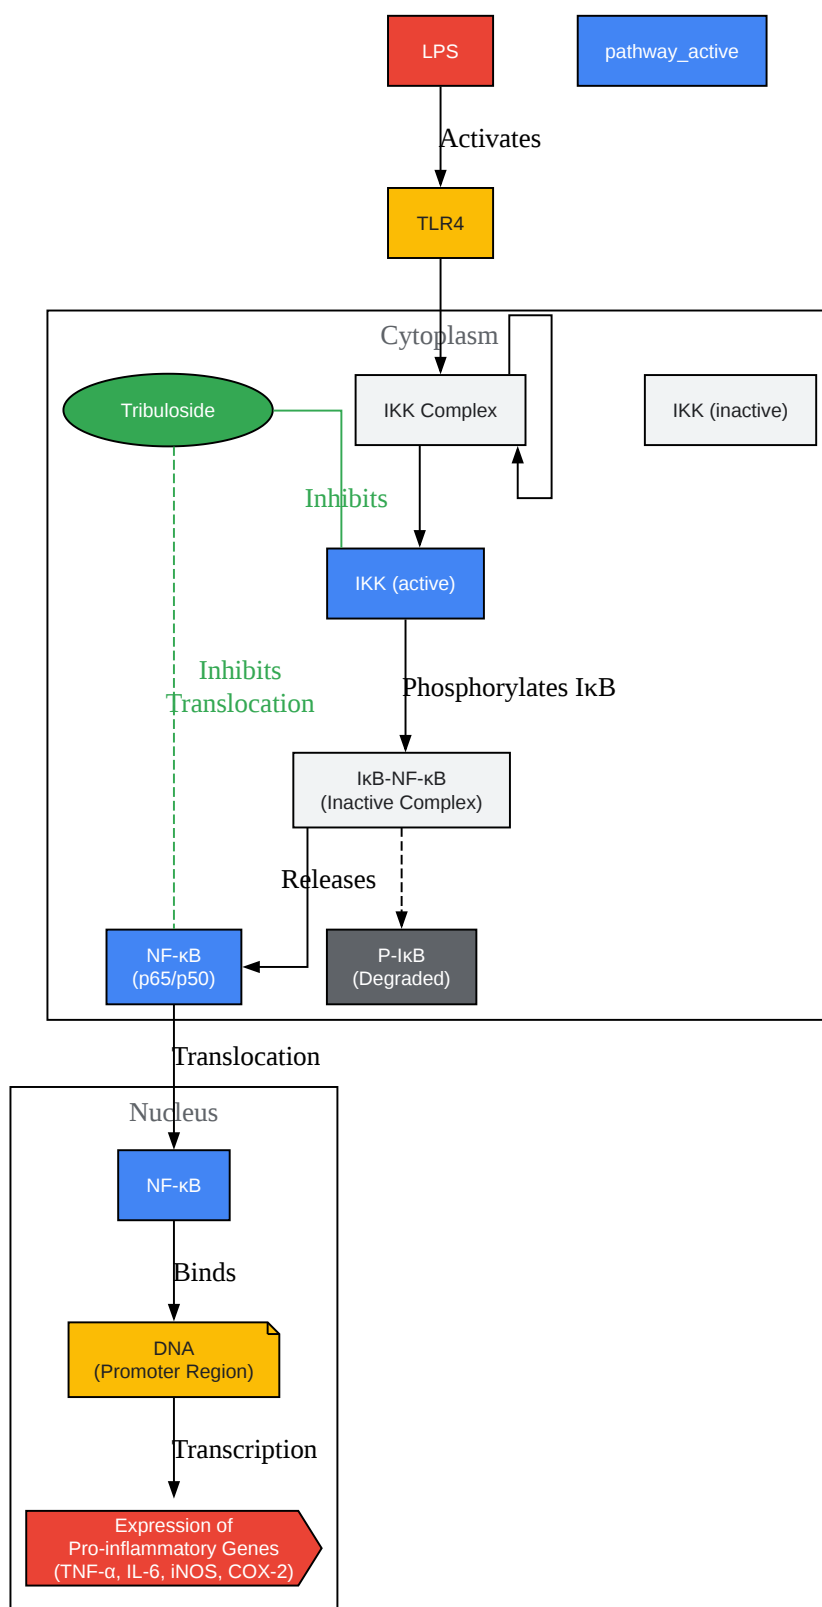 LPS
pathway_active
Activates
TLR4
Cytoplasm
Tribuloside
IKK Complex
IKK (inactive)
Inhibits
IKK (active)
Inhibits
Translocation
Phosphorylates IκB
IκB-NF-κB
(Inactive Complex)
Releases
NF-κB
(p65/p50)
P-IκB
(Degraded)
Translocation
Nucleus
NF-κB
Binds
DNA
(Promoter Region)
Transcription
Expression of
Pro-inflammatory Genes
(TNF-α, IL-6, iNOS, COX-2)